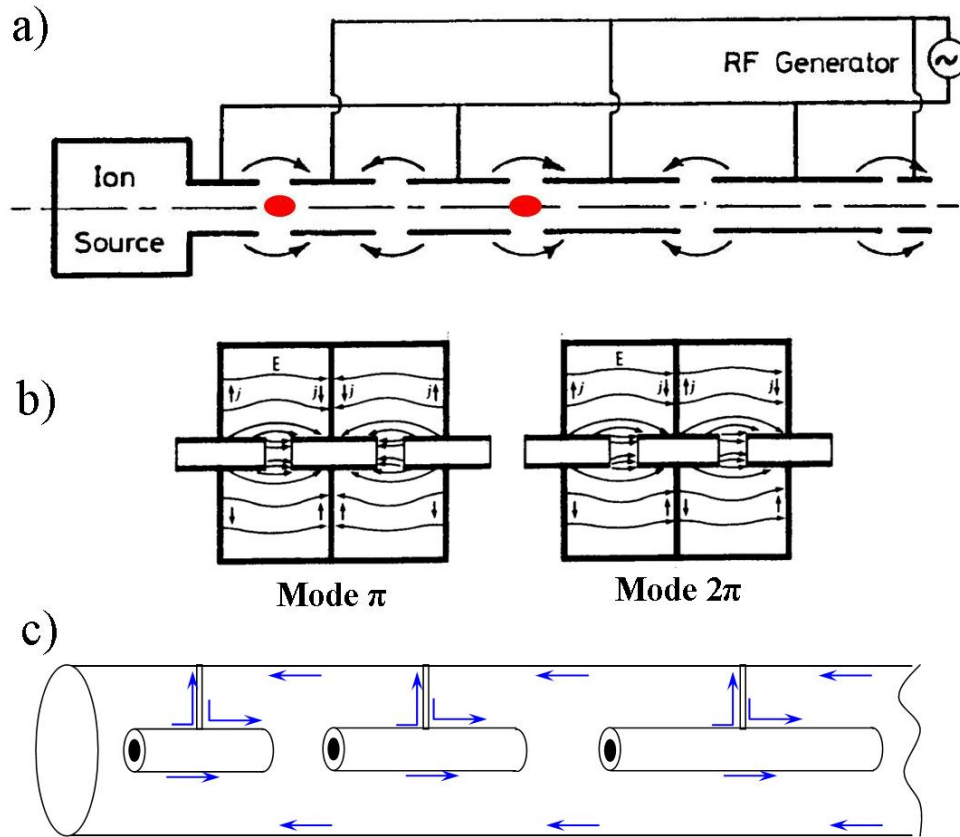 a)
RF Generator
~
Ion
Source
b)
E
j j j j
E
j j j j
Mode π
Mode 2π
c)